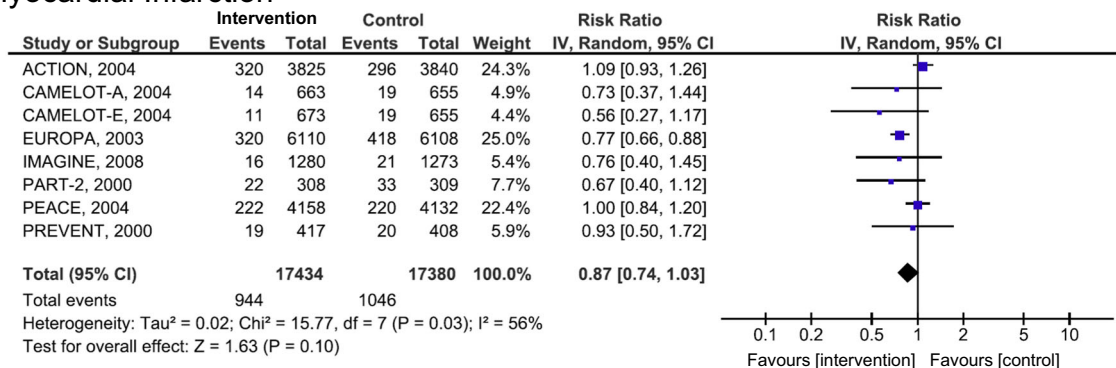 yocardial Infarction
Intervention Control Risk Ratio Risk Ratio
Study or Subgroup Events Total Events Total Weight IV, Random, 95% CI IV, Random, 95% CI
ACTION, 2004 320 3825 296 3840 24.3% 1.09 [0.93, 1.26]
CAMELOT-A, 2004 14 663 19 655 4.9% 0.73 [0.37, 1.44]
CAMELOT-E, 2004 11 673 19 655 4.4% 0.56 [0.27, 1.17]
EUROPA, 2003 320 6110 418 6108 25.0% 0.77 [0.66, 0.88]
IMAGINE, 2008 16 1280 21 1273 5.4% 0.76 [0.40, 1.45]
PART-2, 2000 22 308 33 309 7.7% 0.67 [0.40, 1.12]
PEACE, 2004 222 4158 220 4132 22.4% 1.00 [0.84, 1.20]
PREVENT, 2000 19 417 20 408 5.9% 0.93 [0.50, 1.72]
Total (95% CI) 17434 17380 100.0% 0.87 [0.74, 1.03]
Total events 944 1046
Heterogeneity: Tau² = 0.02; Chi² = 15.77, df = 7 (P = 0.03); I² = 56%
Test for overall effect: Z = 1.63 (P = 0.10)
0.1 0.2 0.5 1 2 5 10
Favours [intervention] Favours [control]